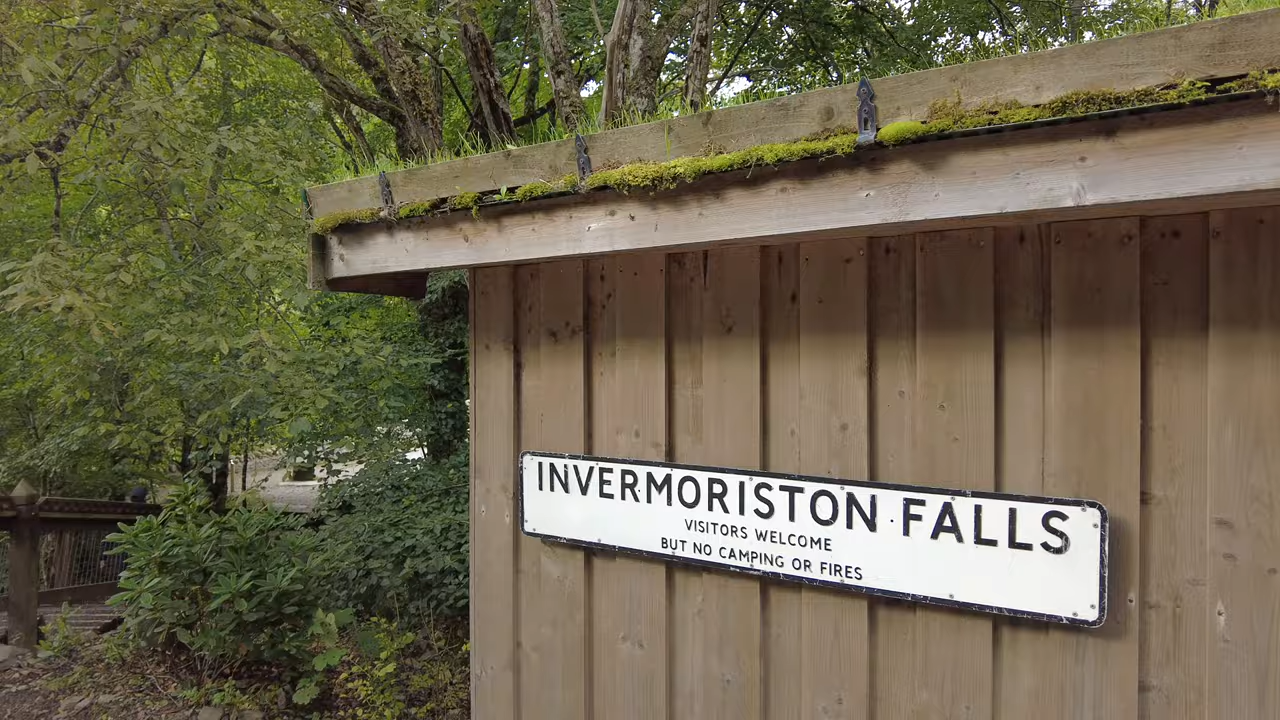 INVERMORISTON FALLS
VISITORS WELCOME
BUT NO CAMPING OR FIRES